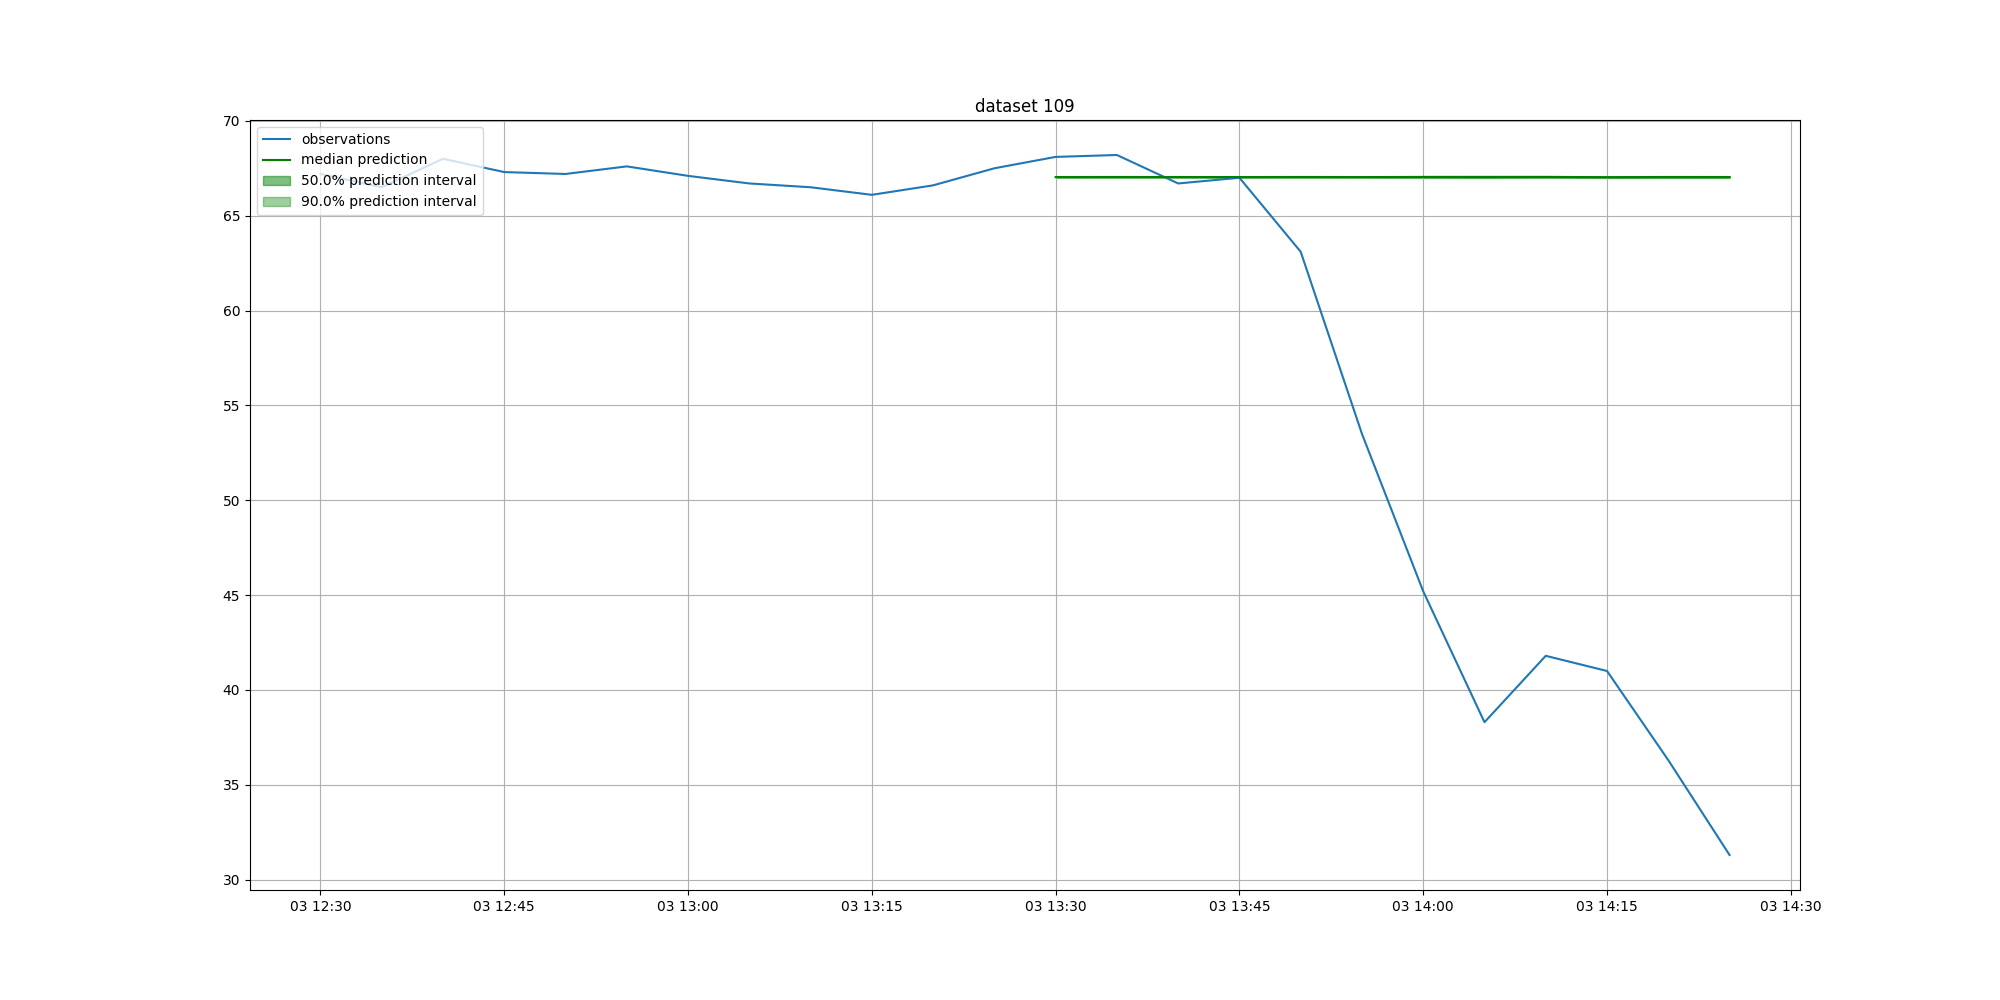 dataset 109
70
observations
median prediction
50.0% prediction interval
90.0% prediction interval
65
60
55
50
45
40
35
30
03 12:30 03 12:45 03 13:00 03 13:15 03 13:30 03 13:45 03 14:00 03 14:15 03 14:30